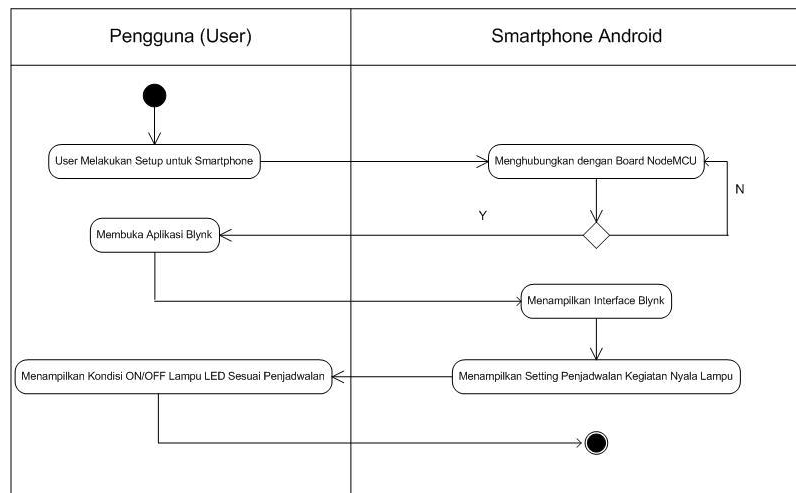 Pengguna (User)
Smartphone Android
User Melakukan Setup untuk Smartphone
Menghubungkan dengan Board NodeMCU
N
Y
Membuka Aplikasi Blynk
Menampilkan Interface Blynk
Menampilkan Kondisi ON/OFF Lampu LED Sesuai Penjadwalan
Menampilkan Setting Penjadwalan Kegiatan Nyala Lampu